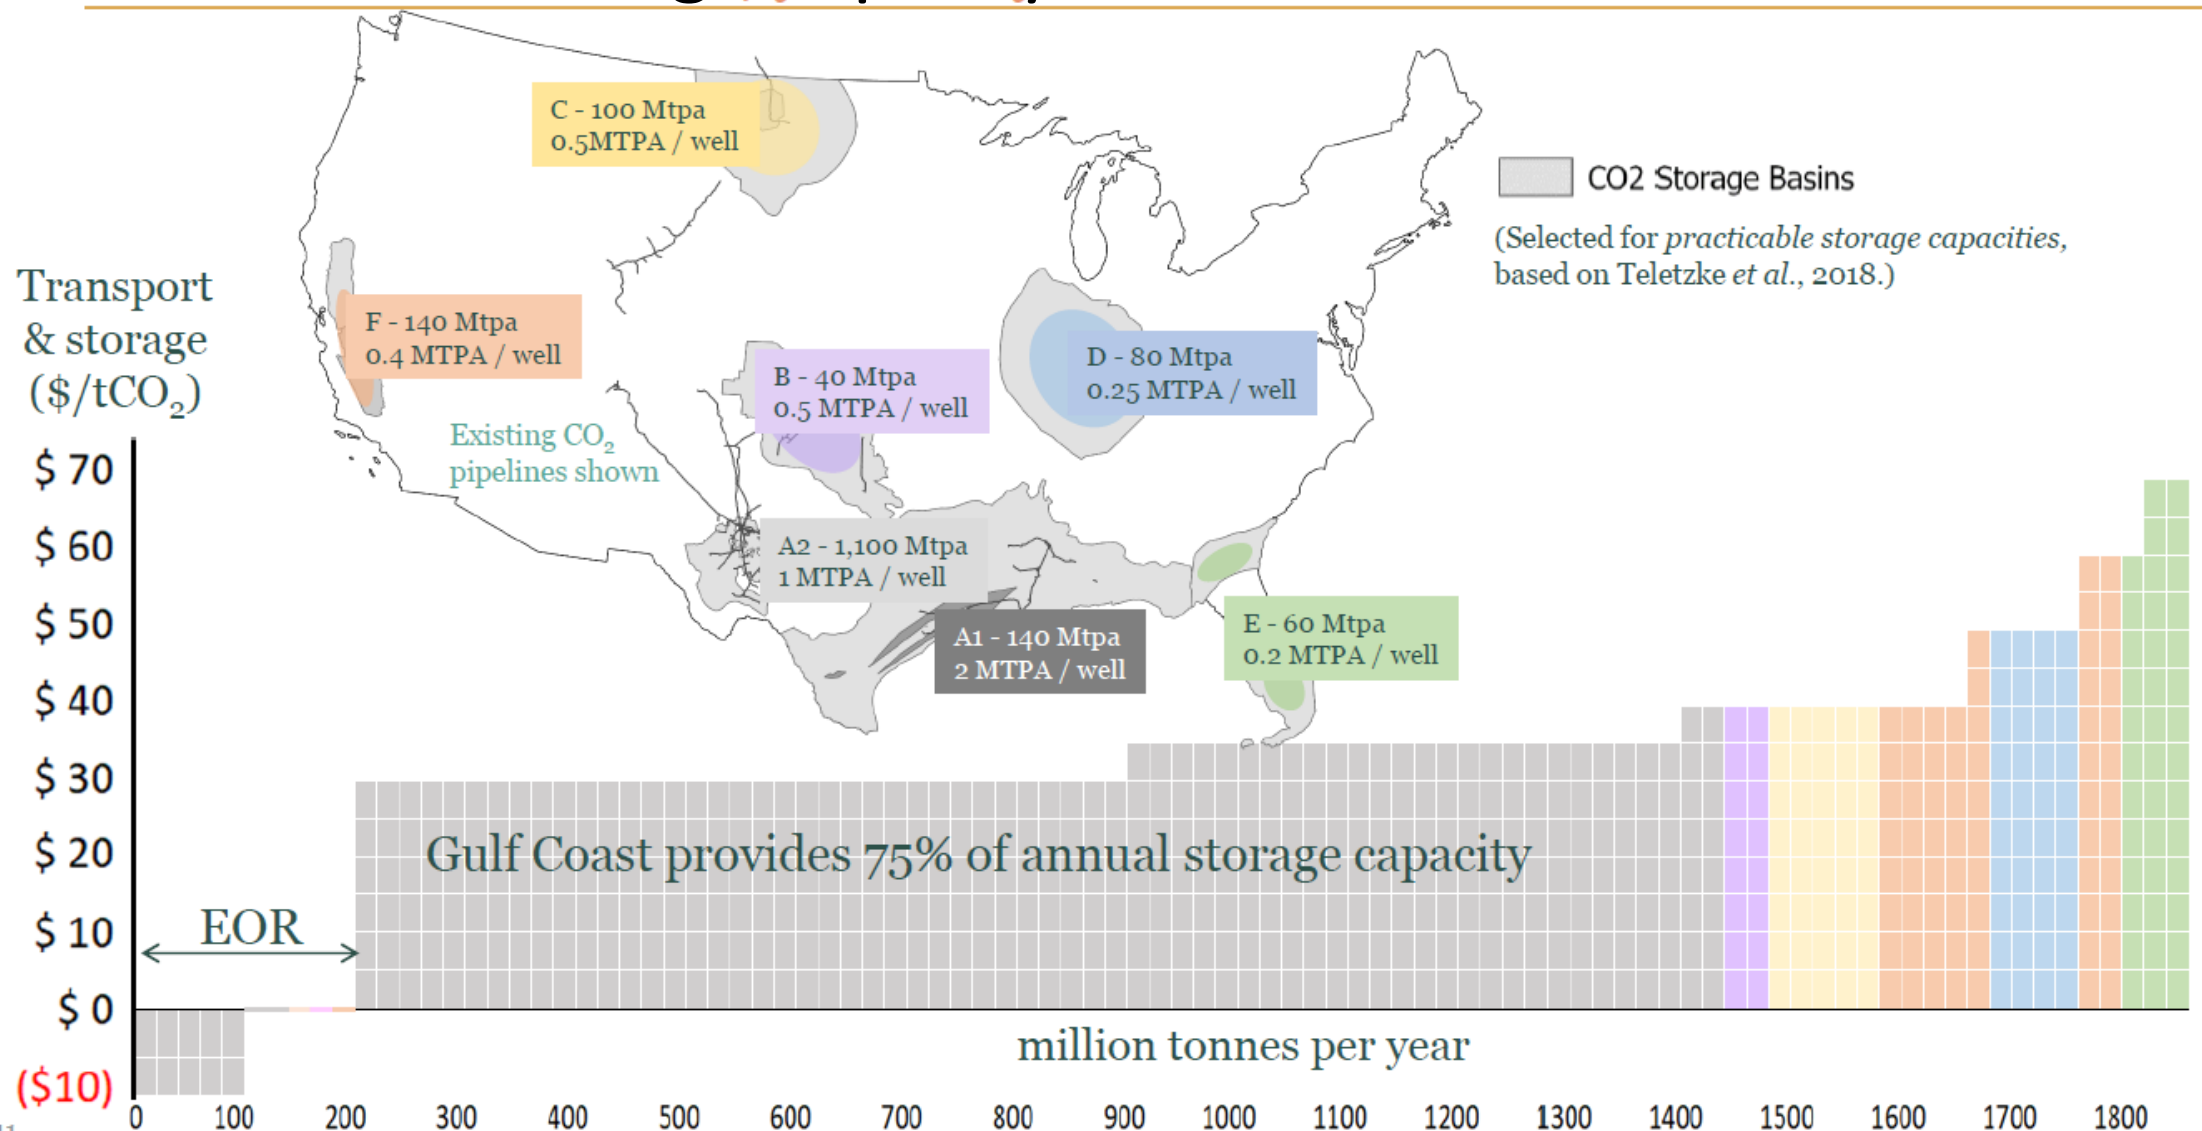 C - 100 Mtpa
0.5MTPA / well
CO2 Storage Basins
(Selected for practicable storage capacities,
based on Teletzke et al., 2018.)
Transport
& storage
($/tCO₂)
F - 140 Mtpa
0.4 MTPA / well
D - 80 Mtpa
0.25 MTPA / well
B - 40 Mtpa
0.5 MTPA / well
Existing CO₂
pipelines shown
A2 - 1,100 Mtpa
1 MTPA / well
A1 - 140 Mtpa
2 MTPA / well
E - 60 Mtpa
0.2 MTPA / well
$ 70
$ 60
$ 50
$ 40
$ 30
$ 20
$ 10
$ 0
($10)
Gulf Coast provides 75% of annual storage capacity
EOR
million tonnes per year
0 100 200 300 400 500 600 700 800 900 1000 1100 1200 1300 1400 1500 1600 1700 1800